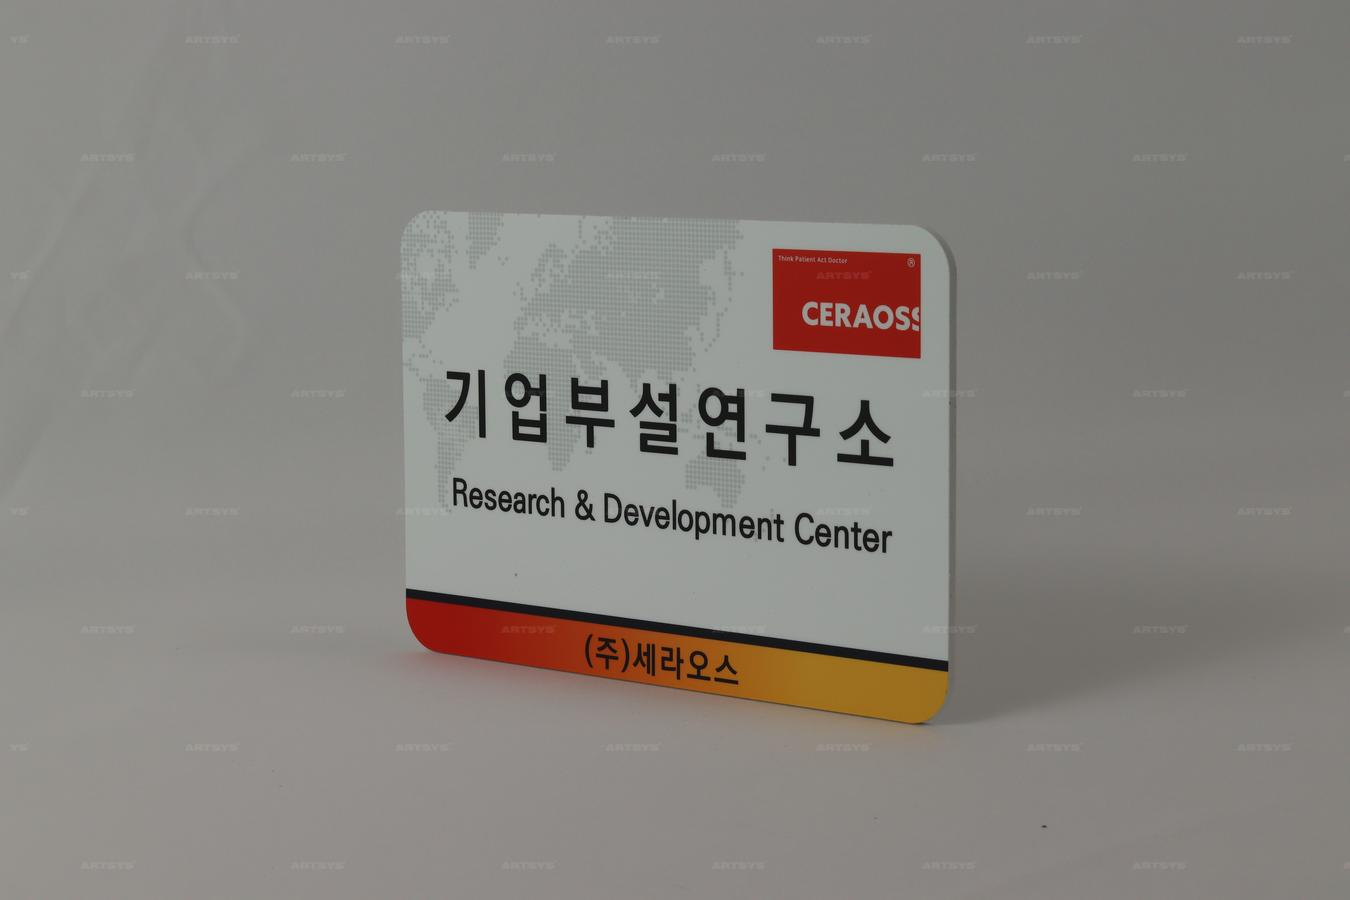 Think Patient Act Doctor ®
CERAOSS
기업부설연구소
Research & Development Center
(주)세라오스
ARTSYS